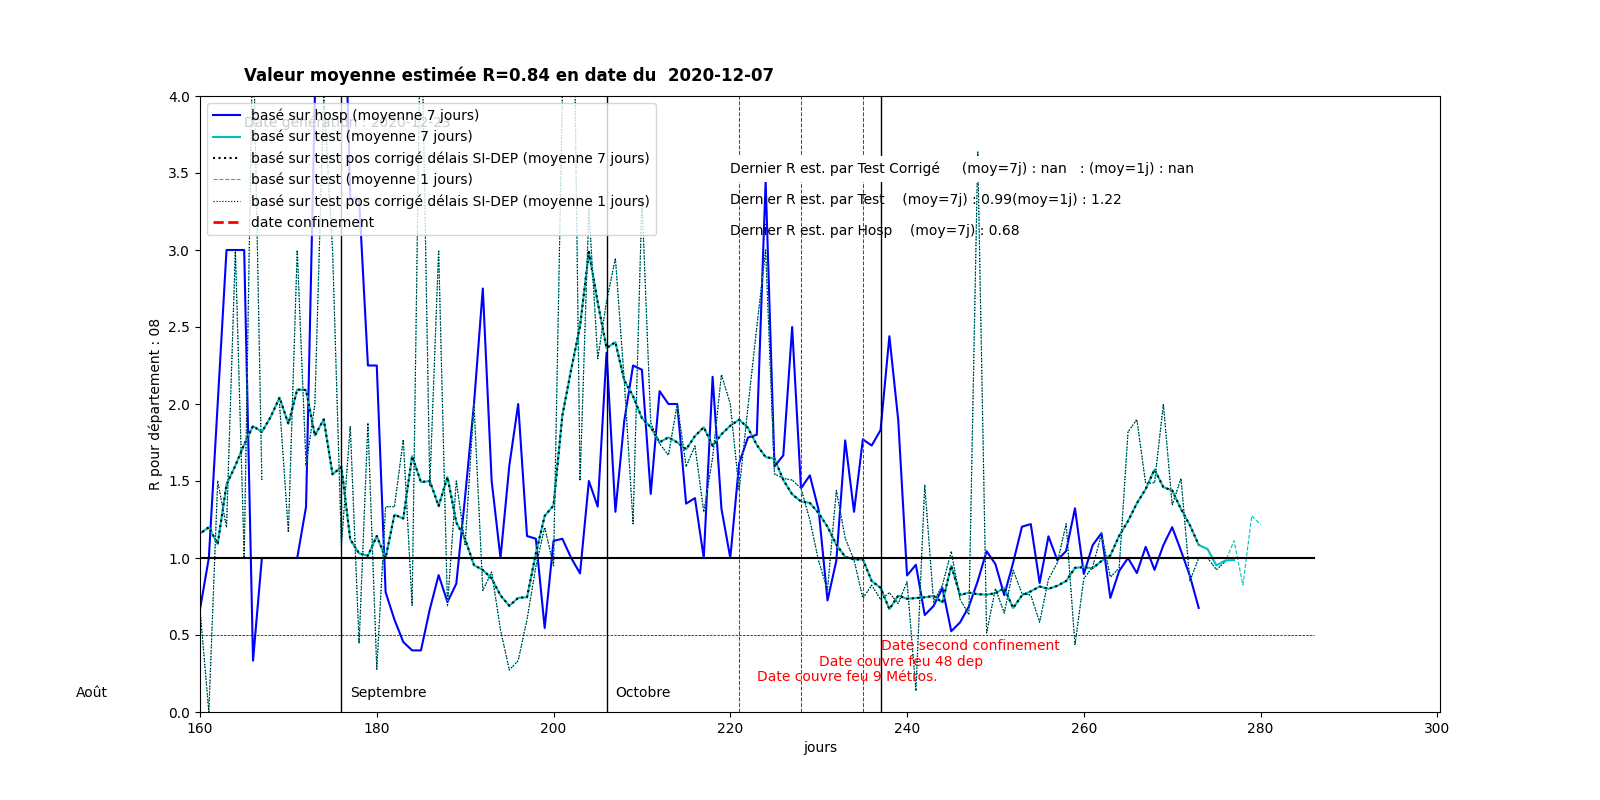 Valeur moyenne estimée R=0.84 en date du  2020-12-07
4.0
3.5
3.0
2.5
2.0
1.5
1.0
0.5
0.0
R pour département : 08
basé sur hosp (moyenne 7 jours)
basé sur test (moyenne 7 jours)
basé sur test pos corrigé délais SI-DEP (moyenne 7 jours)
basé sur test (moyenne 1 jours)
basé sur test pos corrigé délais SI-DEP (moyenne 1 jours)
date confinement
Dernier R est. par Test Corrigé     (moy=7j) : nan   : (moy=1j) : nan
Dernier R est. par Test    (moy=7j) : 0.99(moy=1j) : 1.22
Dernier R est. par Hosp    (moy=7j) : 0.68
Date second confinement
Date couvre feu 48 dep
Date couvre feu 9 Métros.
Août
Septembre
Octobre
160
180
200
220
240
260
280
300
jours